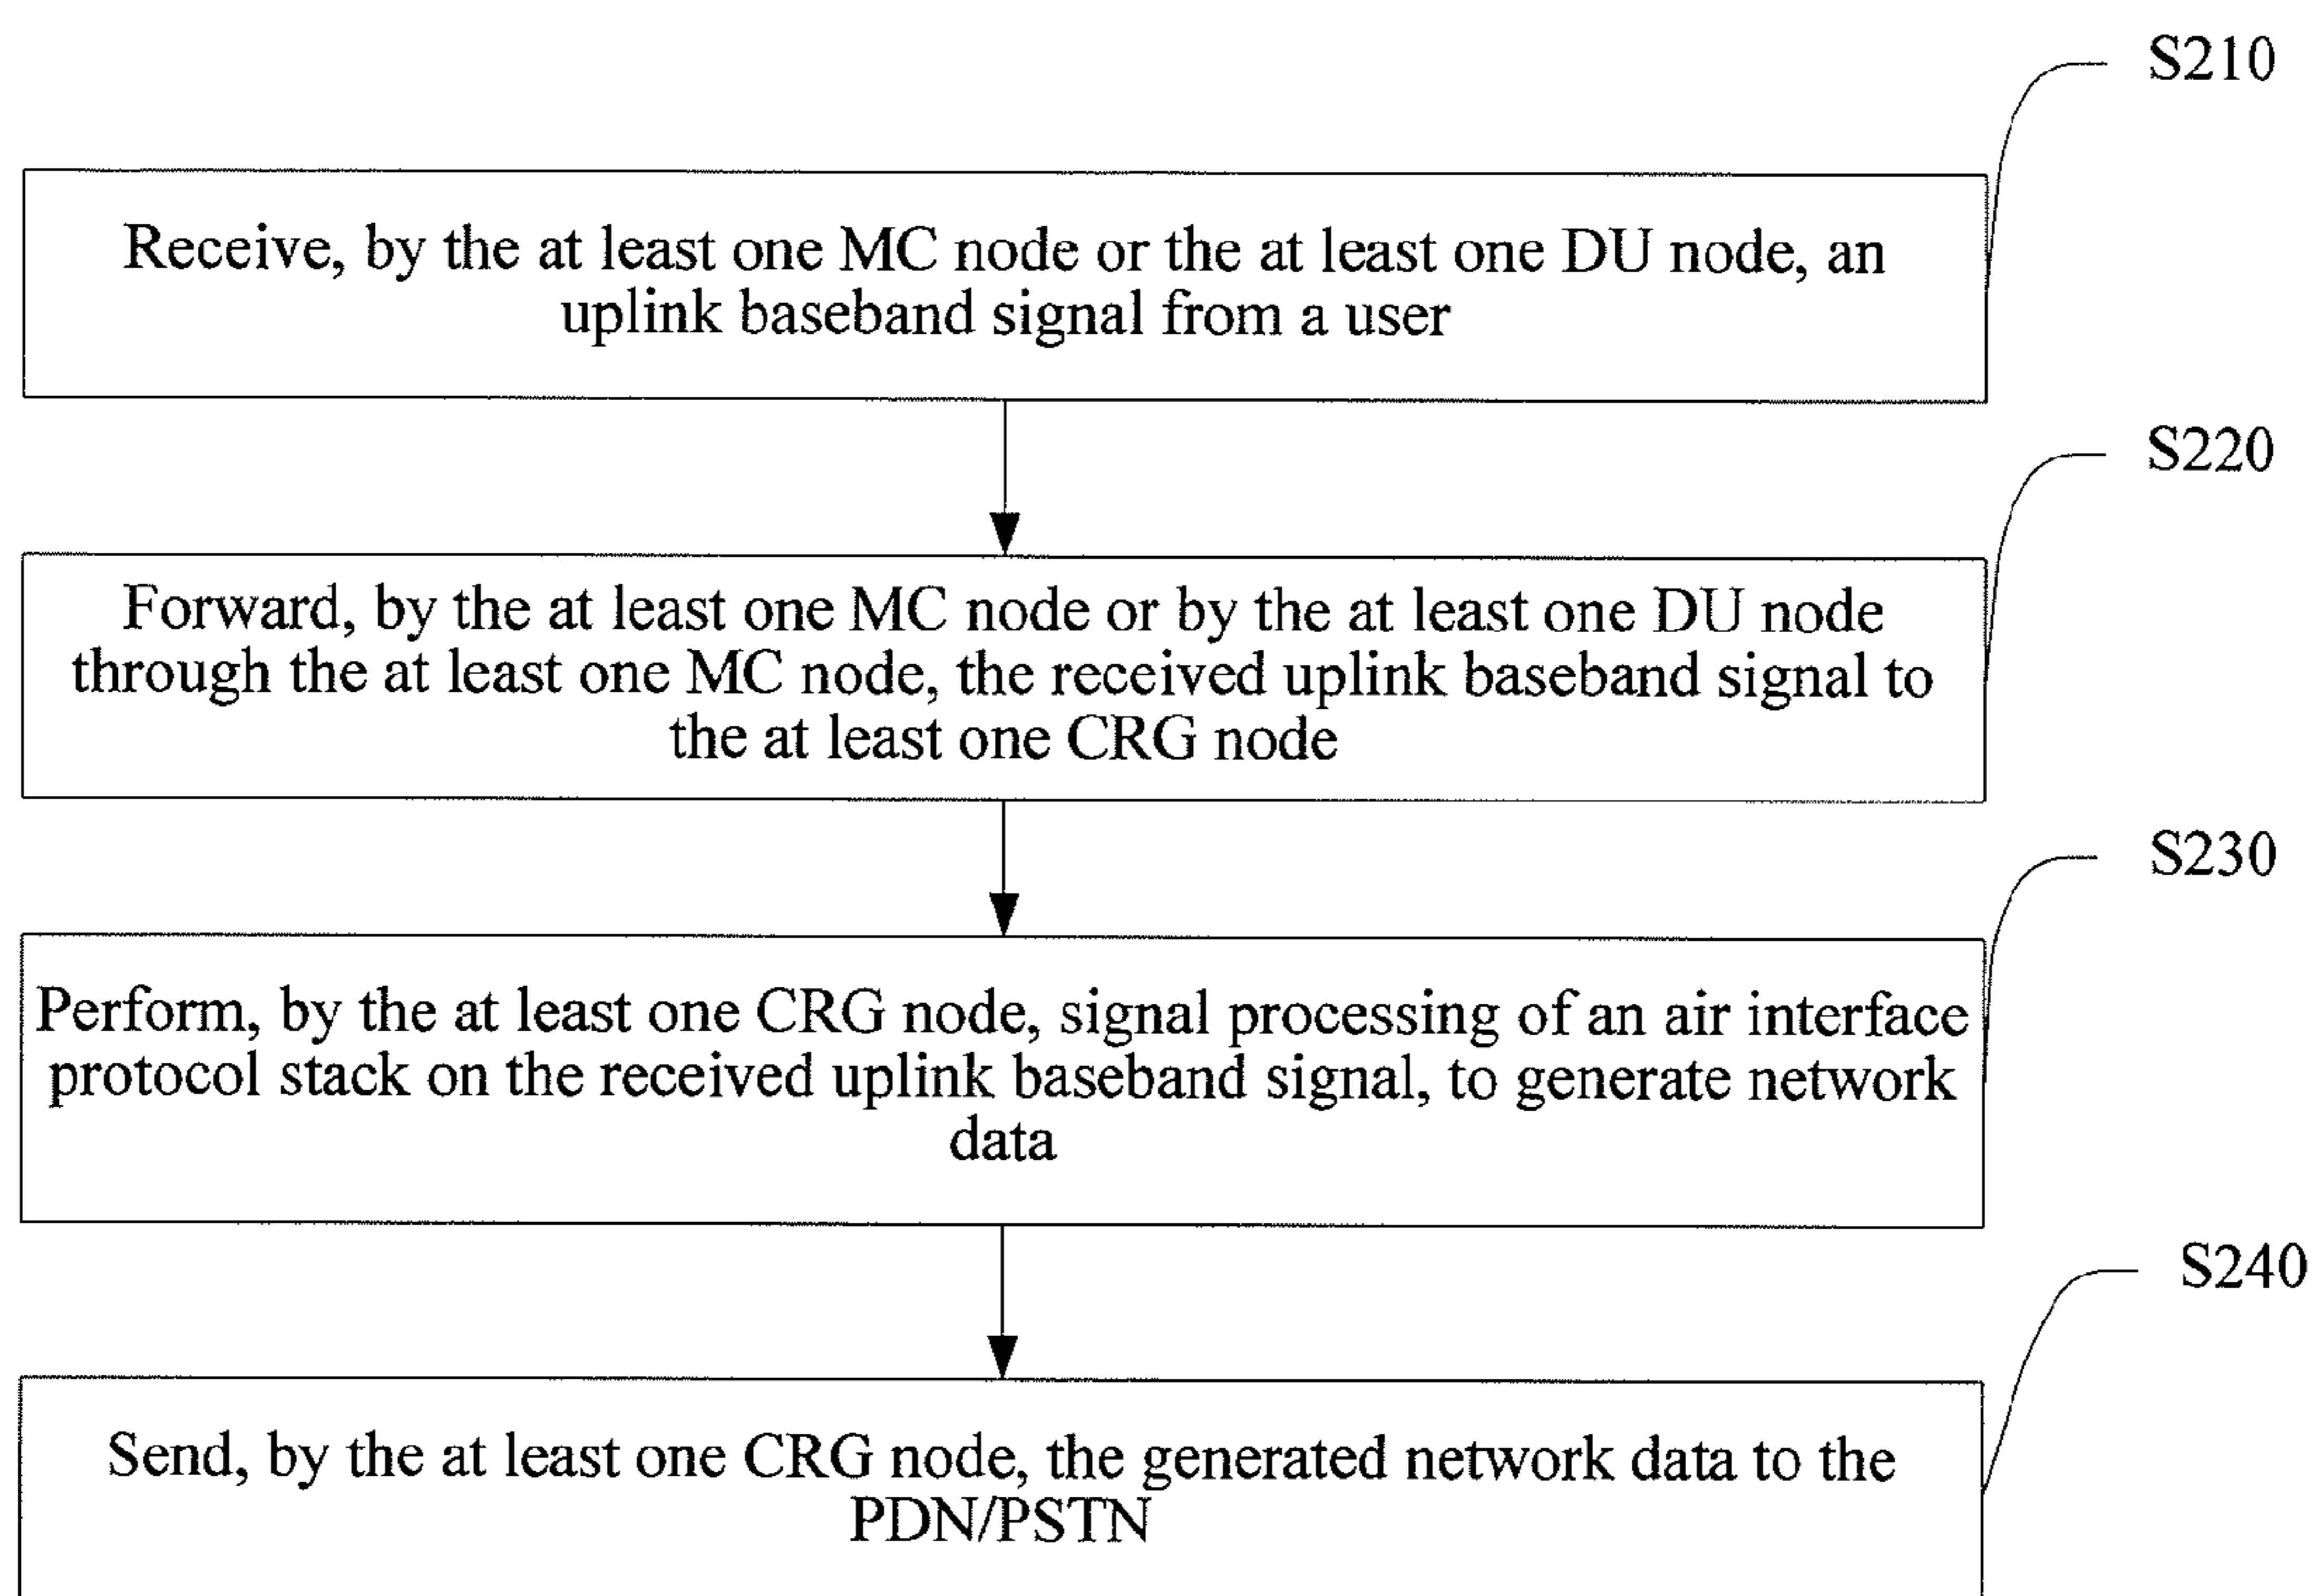 S210
Receive, by the at least one MC node or the at least one DU node, an
uplink baseband signal from a user
S220
Forward, by the at least one MC node or by the at least one DU node
through the at least one MC node, the received uplink baseband signal to
the at least one CRG node
S230
Perform, by the at least one CRG node, signal processing of an air interface
protocol stack on the received uplink baseband signal, to generate network
data
S240
Send, by the at least one CRG node, the generated network data to the
PDN/PSTN